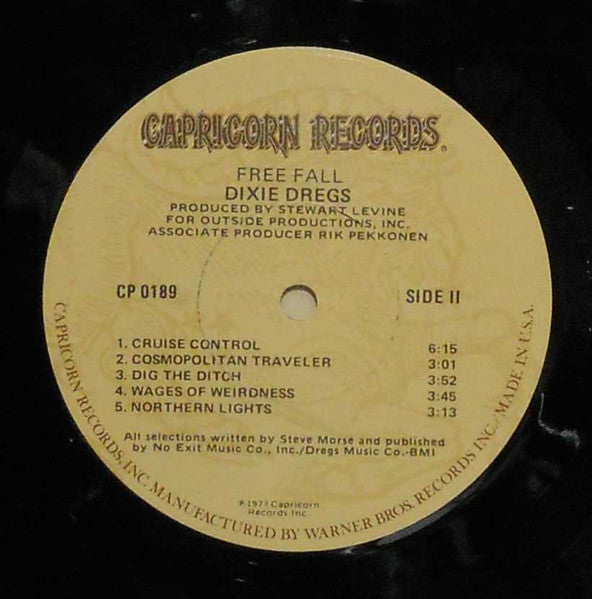 CAPRICORN RECORDS®
FREE FALL
DIXIE DREGS
PRODUCED BY STEWART LEVINE
FOR OUTSIDE PRODUCTIONS, INC.
ASSOCIATE PRODUCER RIK PEKKONEN
CP 0189 SIDE II
1. CRUISE CONTROL 6:15
2. COSMOPOLITAN TRAVELER 3:01
3. DIG THE DITCH 3:52
4. WAGES OF WEIRDNESS 3:45
5. NORTHERN LIGHTS 3:13
All selections written by Steve Morse and published
by No Exit Music Co., Inc./Dregs Music Co.-BMI
℗ 1977 Capricorn
Records Inc.
CAPRICORN RECORDS, INC. MANUFACTURED BY WARNER BROS. RECORDS INC./MADE IN U.S.A.